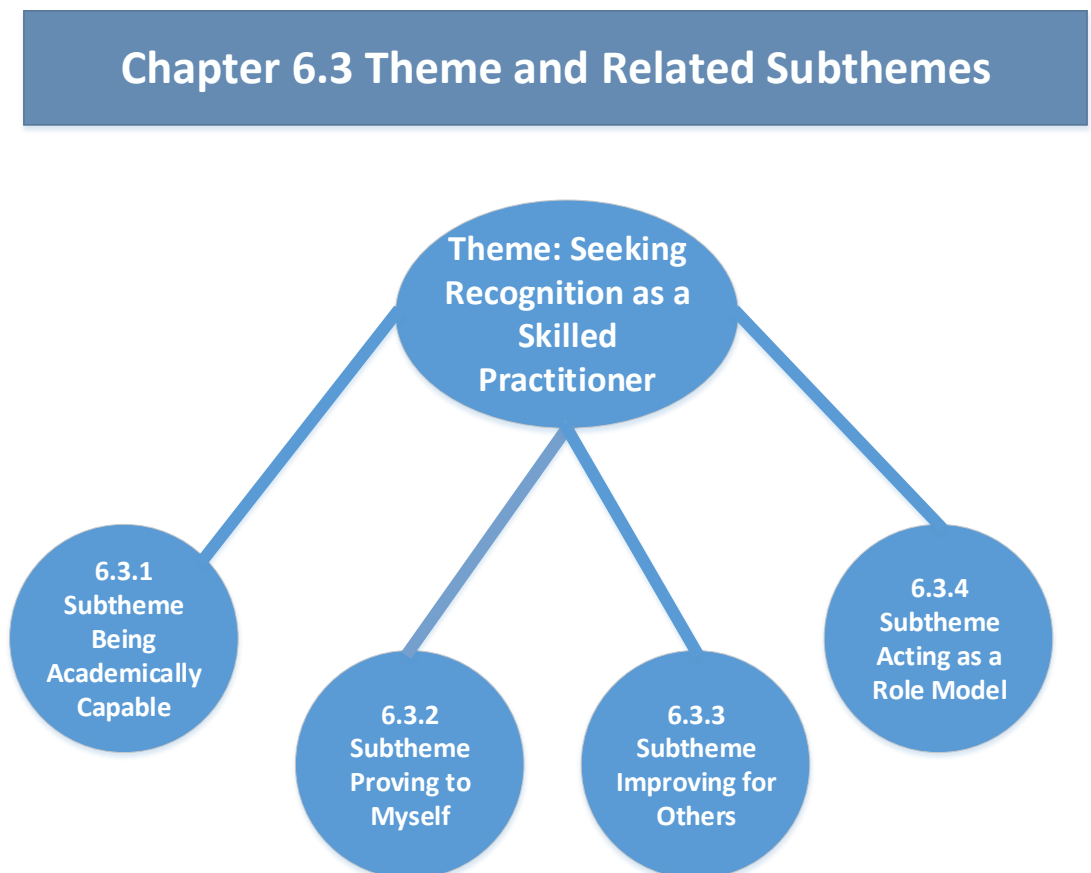 Chapter 6.3 Theme and Related Subthemes
Theme: Seeking
Recognition as a
Skilled
Practitioner
6.3.1
Subtheme
Being
Academically
Capable
6.3.2
Subtheme
Proving to
Myself
6.3.3
Subtheme
Improving for
Others
6.3.4
Subtheme
Acting as a
Role Model